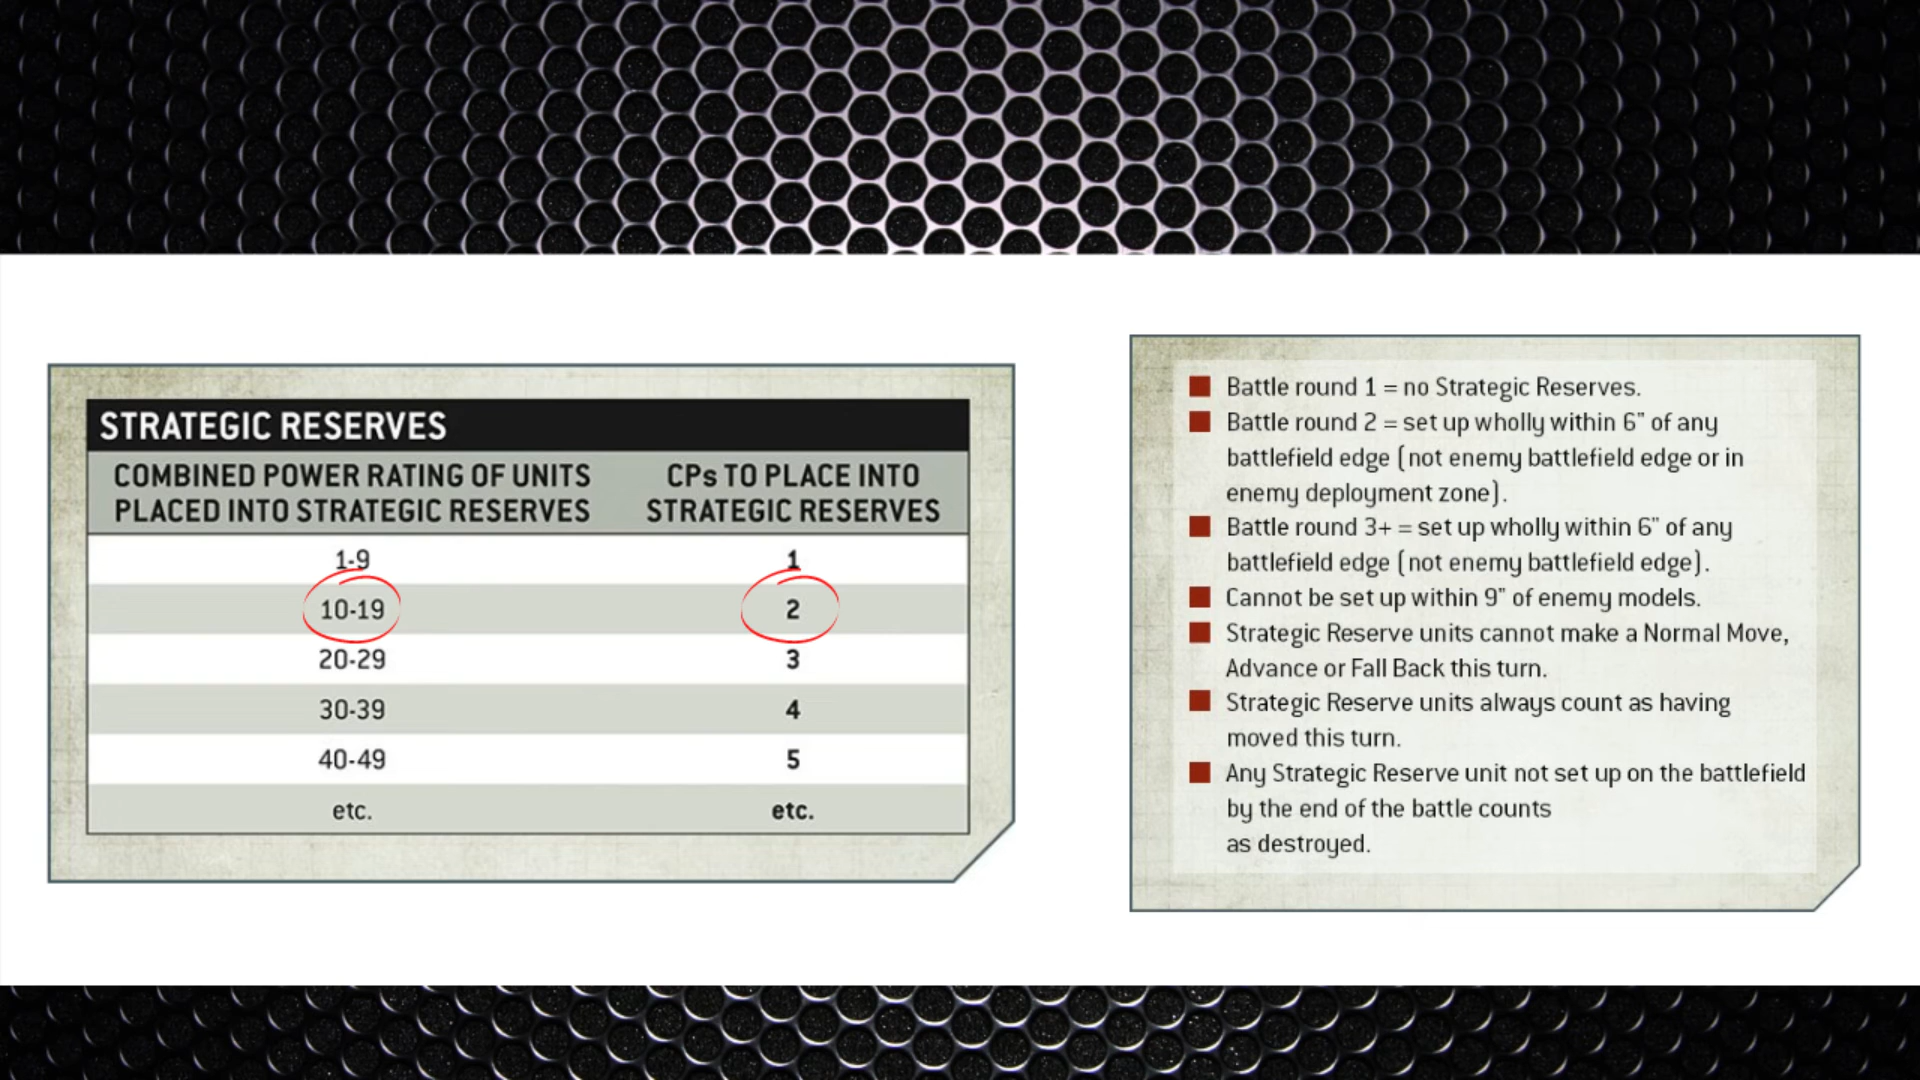 STRATEGIC RESERVES
COMBINED POWER RATING OF UNITS PLACED INTO STRATEGIC RESERVES
CPs TO PLACE INTO STRATEGIC RESERVES
1-9 1
10-19 2
20-29 3
30-39 4
40-49 5
etc. etc.
Battle round 1 = no Strategic Reserves.
Battle round 2 = set up wholly within 6" of any
battlefield edge (not enemy battlefield edge or in
enemy deployment zone).
Battle round 3+ = set up wholly within 6" of any
battlefield edge (not enemy battlefield edge).
Cannot be set up within 9" of enemy models.
Strategic Reserve units cannot make a Normal Move,
Advance or Fall Back this turn.
Strategic Reserve units always count as having
moved this turn.
Any Strategic Reserve unit not set up on the battlefield
by the end of the battle counts
as destroyed.